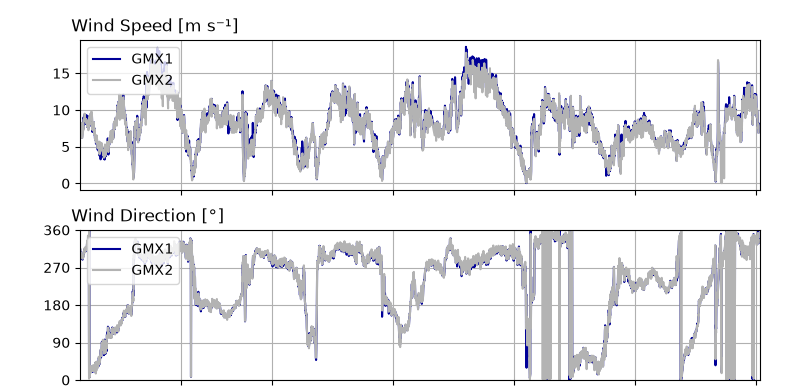 Wind Speed [m s⁻¹]
GMX1
GMX2
15
10
5
0
Wind Direction [°]
360
GMX1
GMX2
270
180
90
0